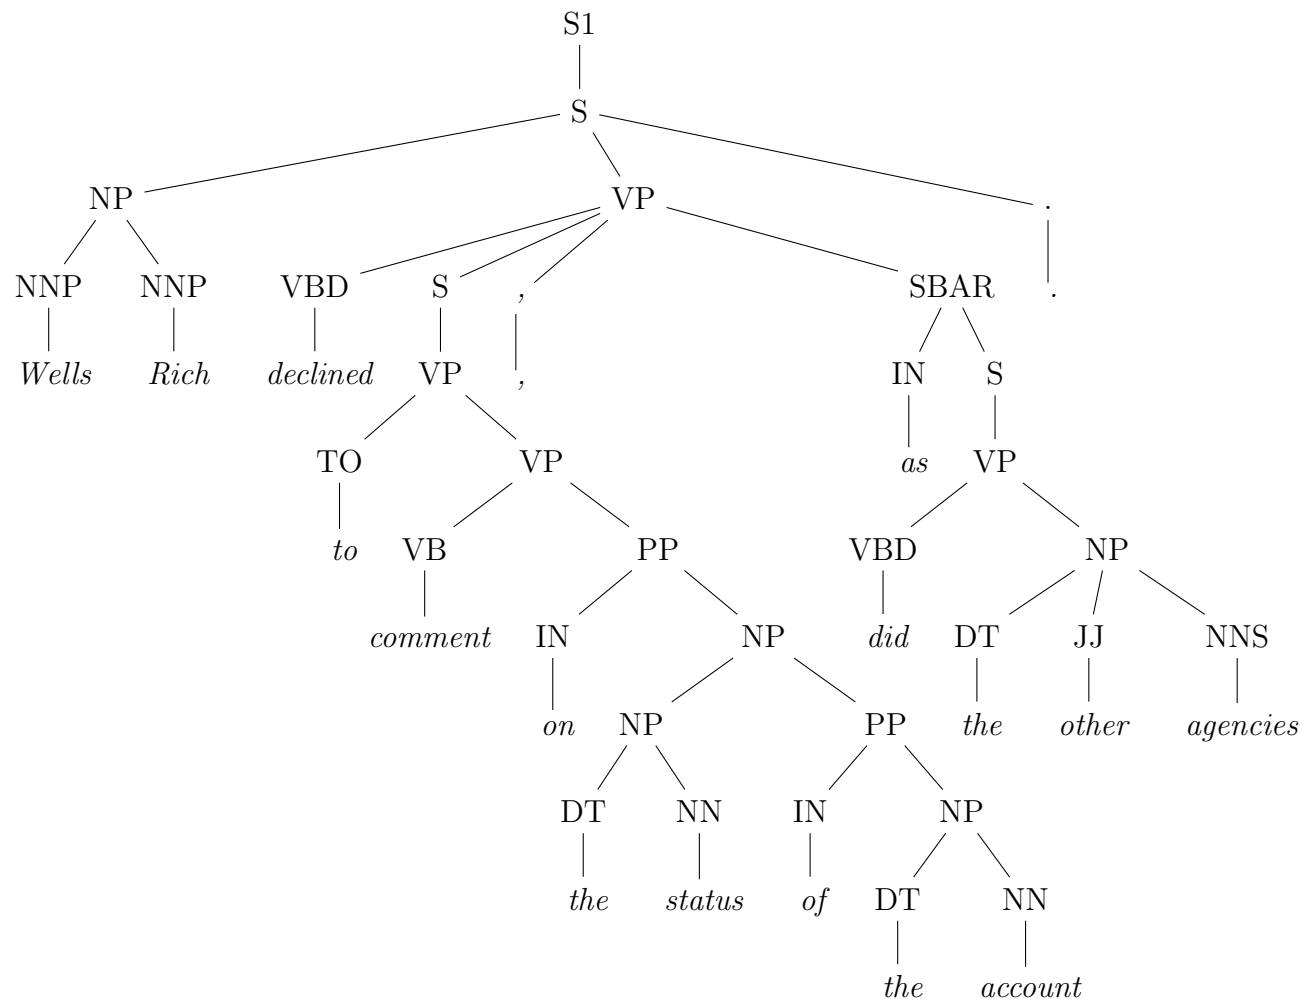 S1
S
NP VP .
NNP NNP VBD S , SBAR .
Wells Rich declined VP , IN S
TO VP as VP
to VB PP VBD NP
comment IN NP did DT JJ NNS
on NP PP the other agencies
DT NN IN NP
the status of DT NN
the account